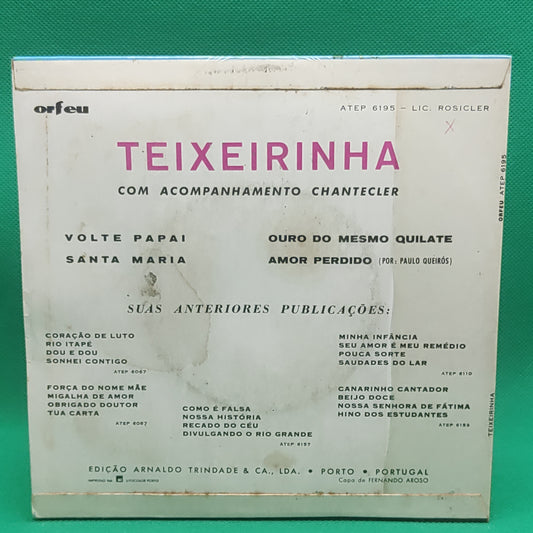 orfeu
ATEP 6195 – LIC. ROSICLER
X
TEIXEIRINHA
COM ACOMPANHAMENTO CHANTECLER
VOLTE PAPAI
SANTA MARIA
OURO DO MESMO QUILATE
AMOR PERDIDO (POR: PAULO QUEIRÓS)
SUAS ANTERIORES PUBLICAÇÕES:
CORAÇÃO DE LUTO
RIO ITAPÉ
DOU E DOU
SONHEI CONTIGO
ATEP 6067
MINHA INFÂNCIA
SEU AMOR É MEU REMÉDIO
POUCA SORTE
SAUDADES DO LAR
ATEP 6110
FORÇA DO NOME MÃE
MIGALHA DE AMOR
OBRIGADO DOUTOR
TUA CARTA
ATEP 6087
COMO É FALSA
NOSSA HISTÓRIA
RECADO DO CÉU
DIVULGANDO O RIO GRANDE
ATEP 6157
CANARINHO CANTADOR
BEIJO DOCE
NOSSA SENHORA DE FÁTIMA
HINO DOS ESTUDANTES
EDIÇÃO ARNALDO TRINDADE & CA., LDA. • PORTO • PORTUGAL
Capa de FERNANDO AROSO
ORFEU ATEP 6195
TEIXEIRINHA